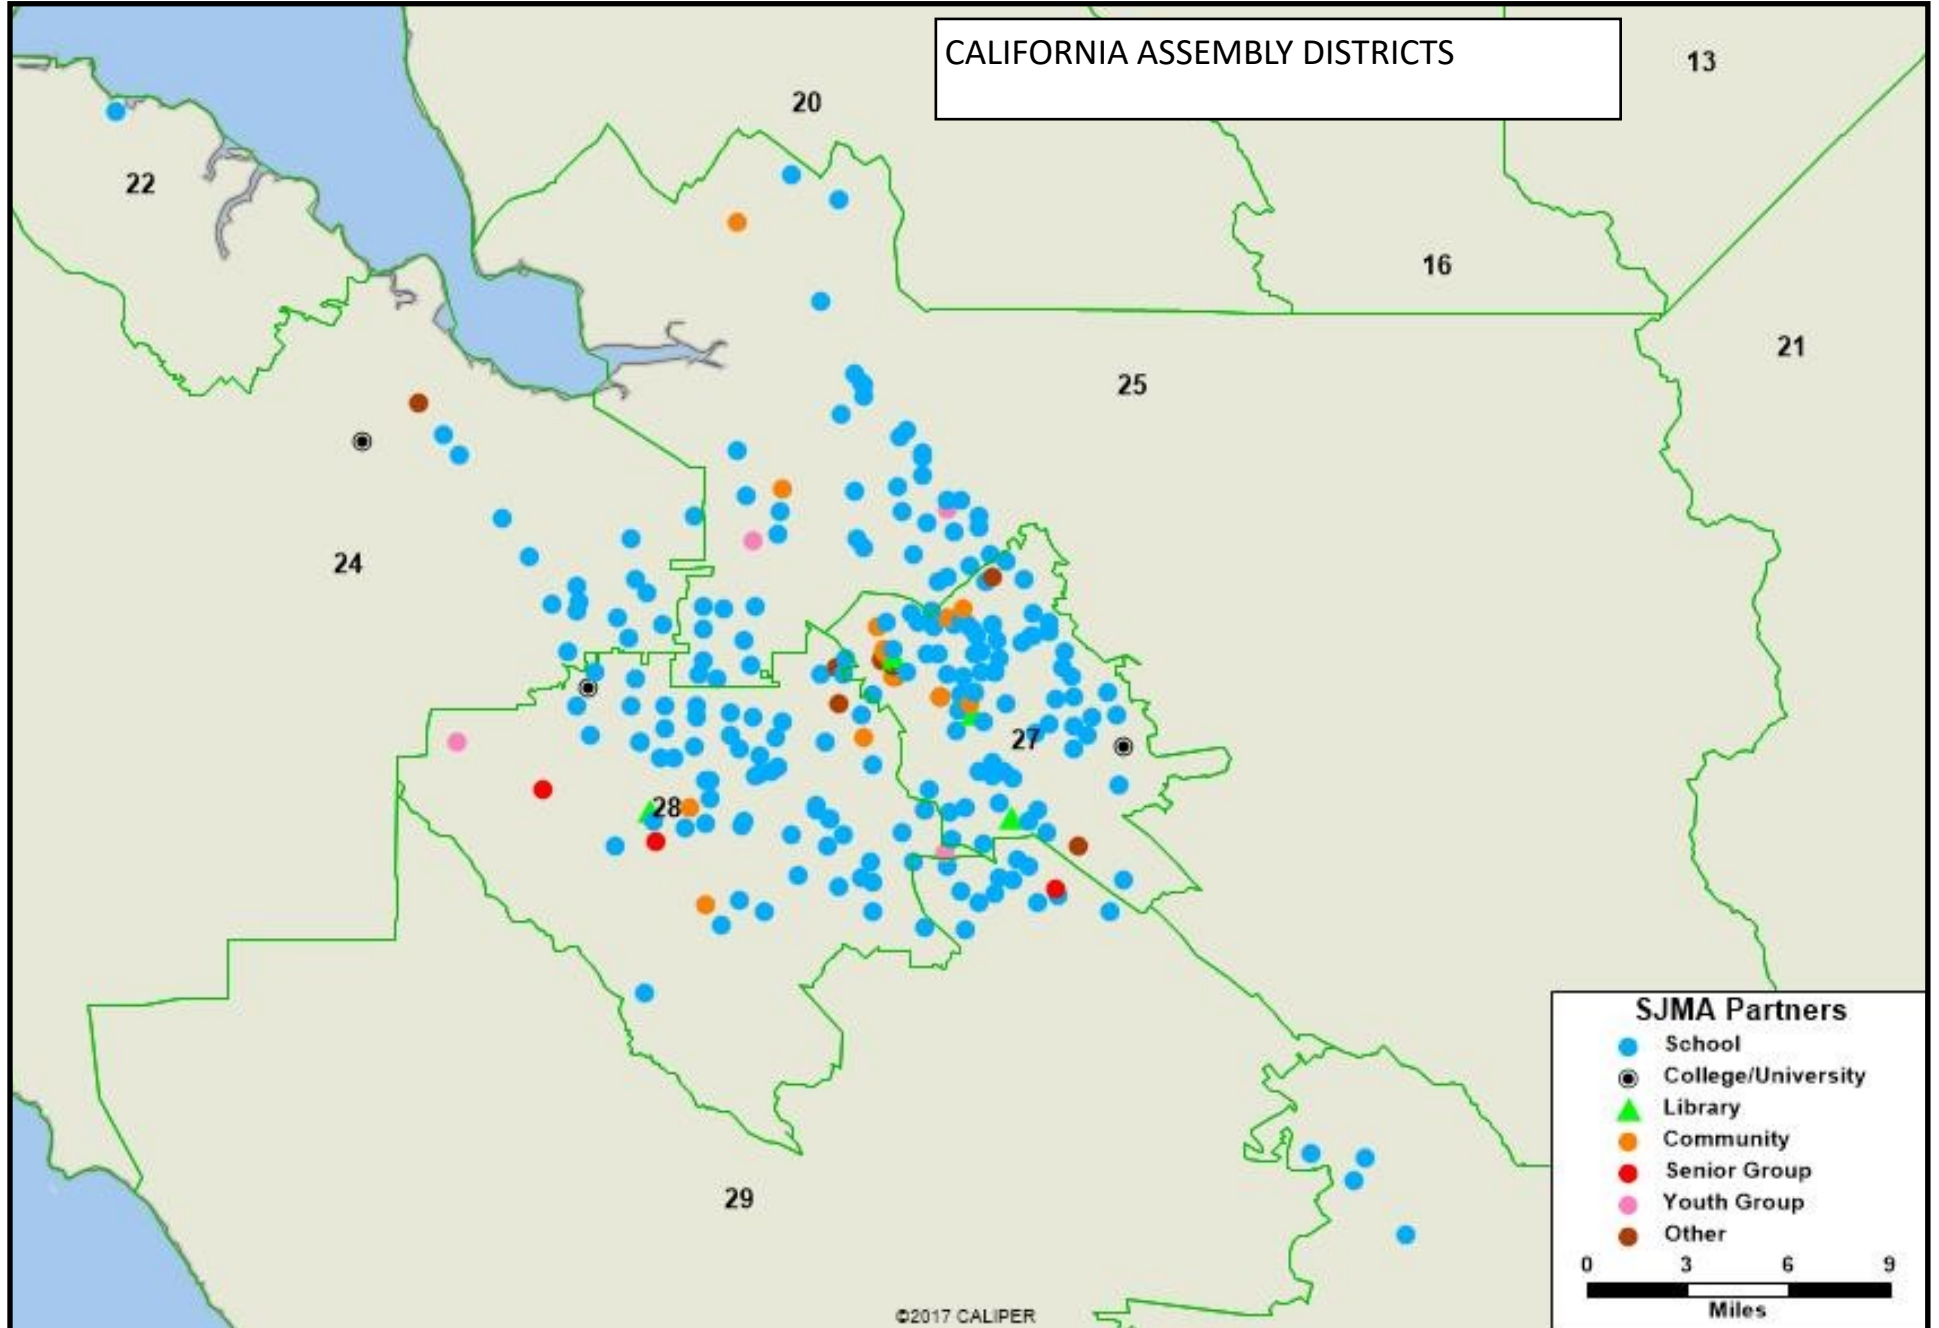 CALIFORNIA ASSEMBLY DISTRICTS
13
20
22
16
21
25
24
27
28
29
SJMA Partners
School
College/University
Library
Community
Senior Group
Youth Group
Other
0 3 6 9
Miles
©2017 CALIPER